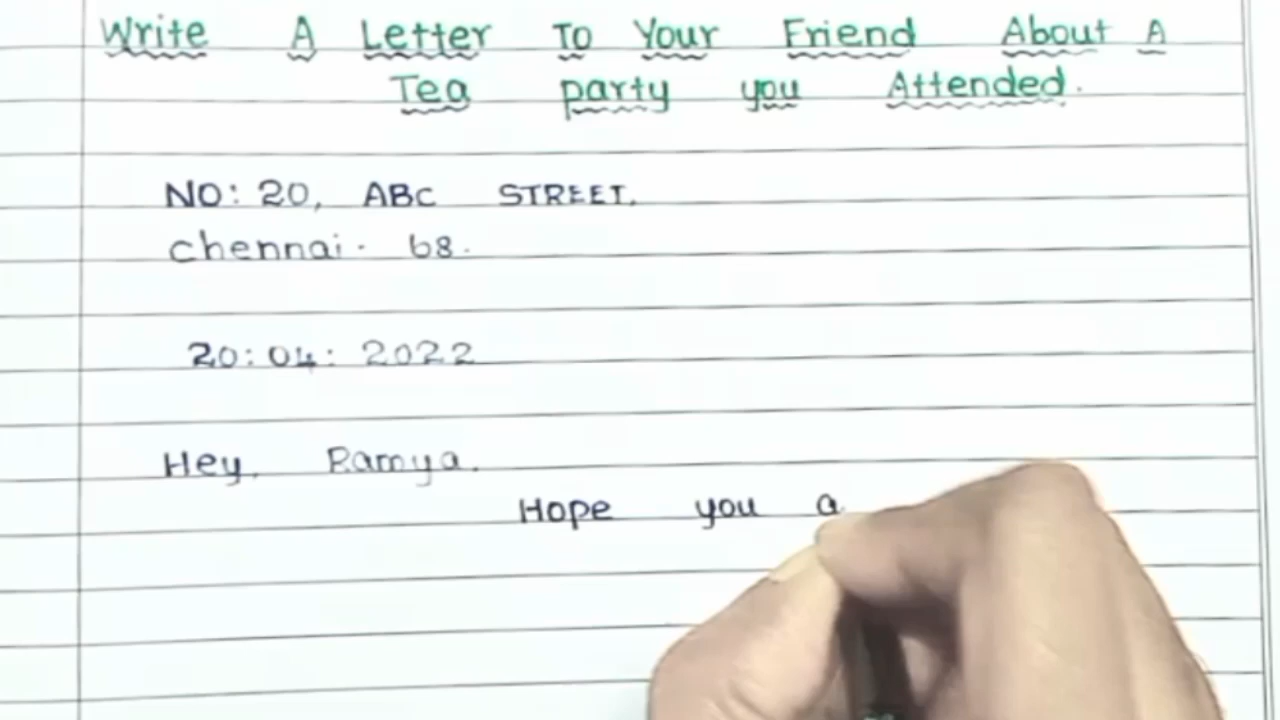 Write A Letter To Your Friend About A
Tea party you Attended.
NO: 20, ABC STREET.
Chennai. 68.
20:04: 2022
Hey, Ramya.
Hope you a